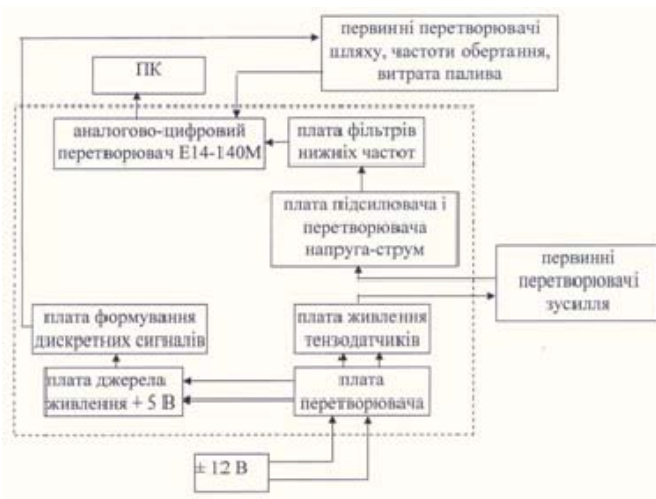 первинні перетворювачі
шляху, частоти обертання,
витрата палива
ПК
аналогово-цифровий
перетворювач Е14-140М
плата фільтрів
нижніх частот
плата підсилювача і
перетворювача
напруга-струм
первинні
перетворювачі
зусилля
плата формування
дискретних сигналів
плата живлення
тензодатчиків
плата джерела
живлення + 5 В
плата
перетворювача
± 12 В